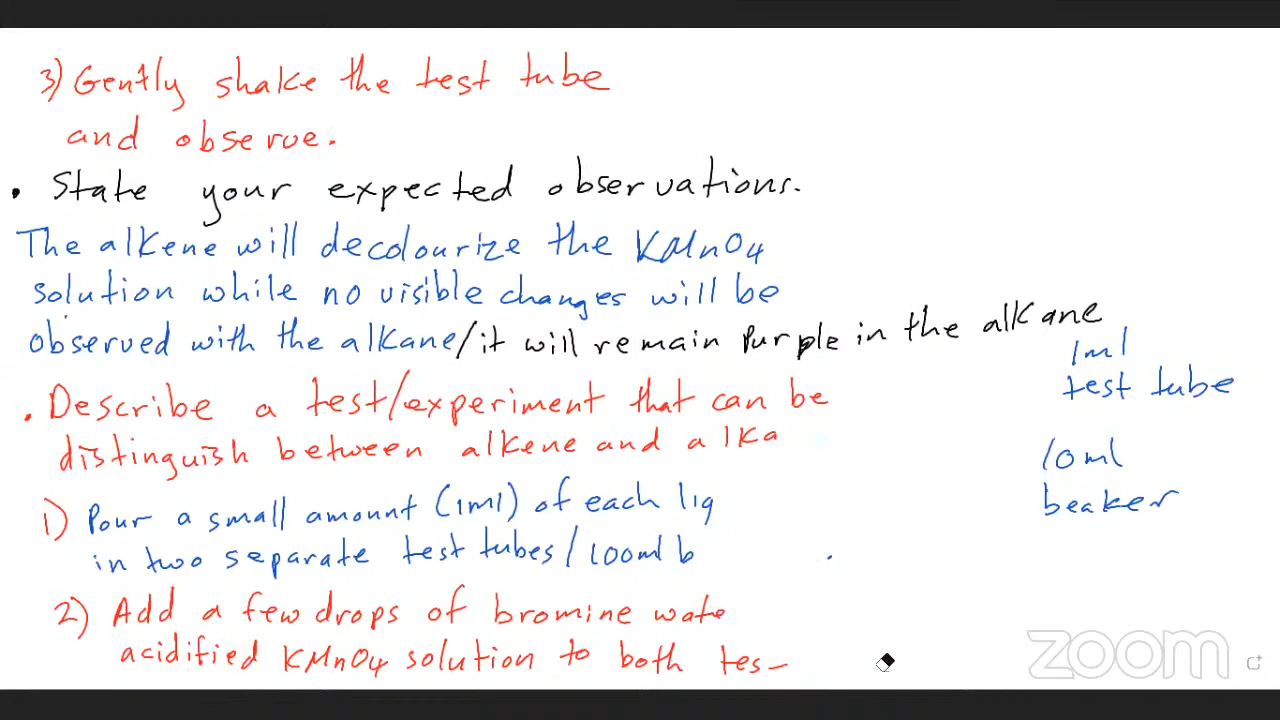 3) Gently shake the test tube
and observe.
• State your expected observations.
The alkene will decolourize the KMnO4
solution while no visible changes will be
observed with the alkane/it will remain purple in the alkane
1ml
test tube
. Describe a test/experiment that can be
distinguish between alkene and alka
10ml
beaker
1) Pour a small amount (1ml) of each liq
in two separate test tubes/100ml b
2) Add a few drops of bromine wate
acidified KMnO4 solution to both tes
zoom